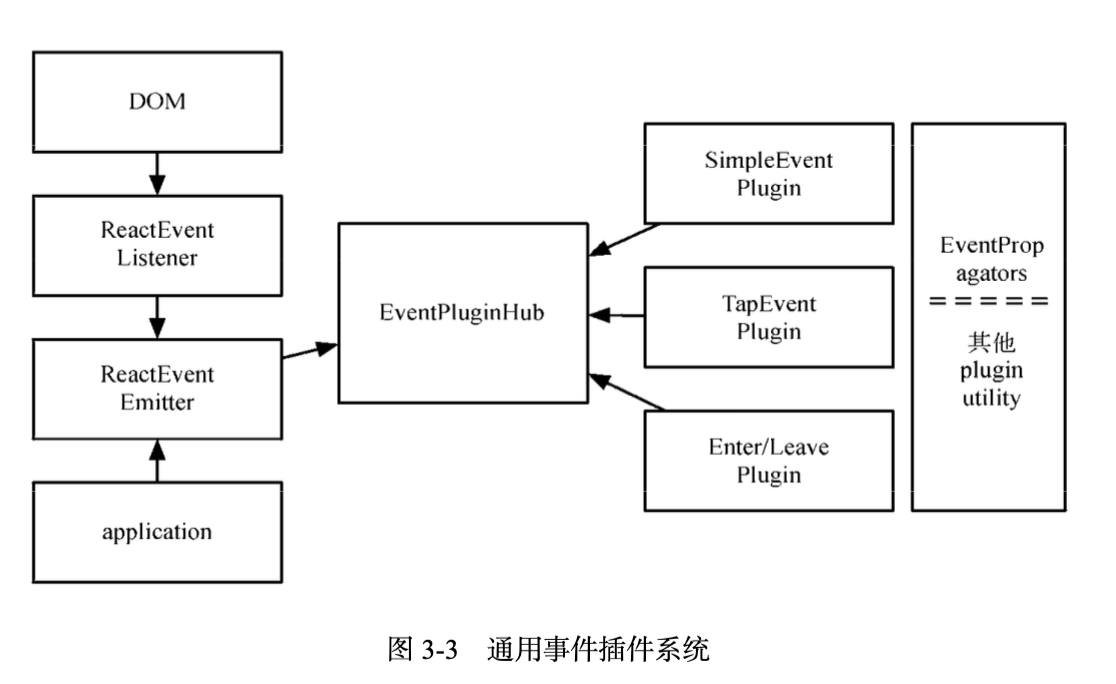 DOM
ReactEvent
Listener
ReactEvent
Emitter
application
EventPluginHub
SimpleEvent
Plugin
TapEvent
Plugin
Enter/Leave
Plugin
EventProp
agators
=====
其他
plugin
utility
图 3-3 通用事件插件系统